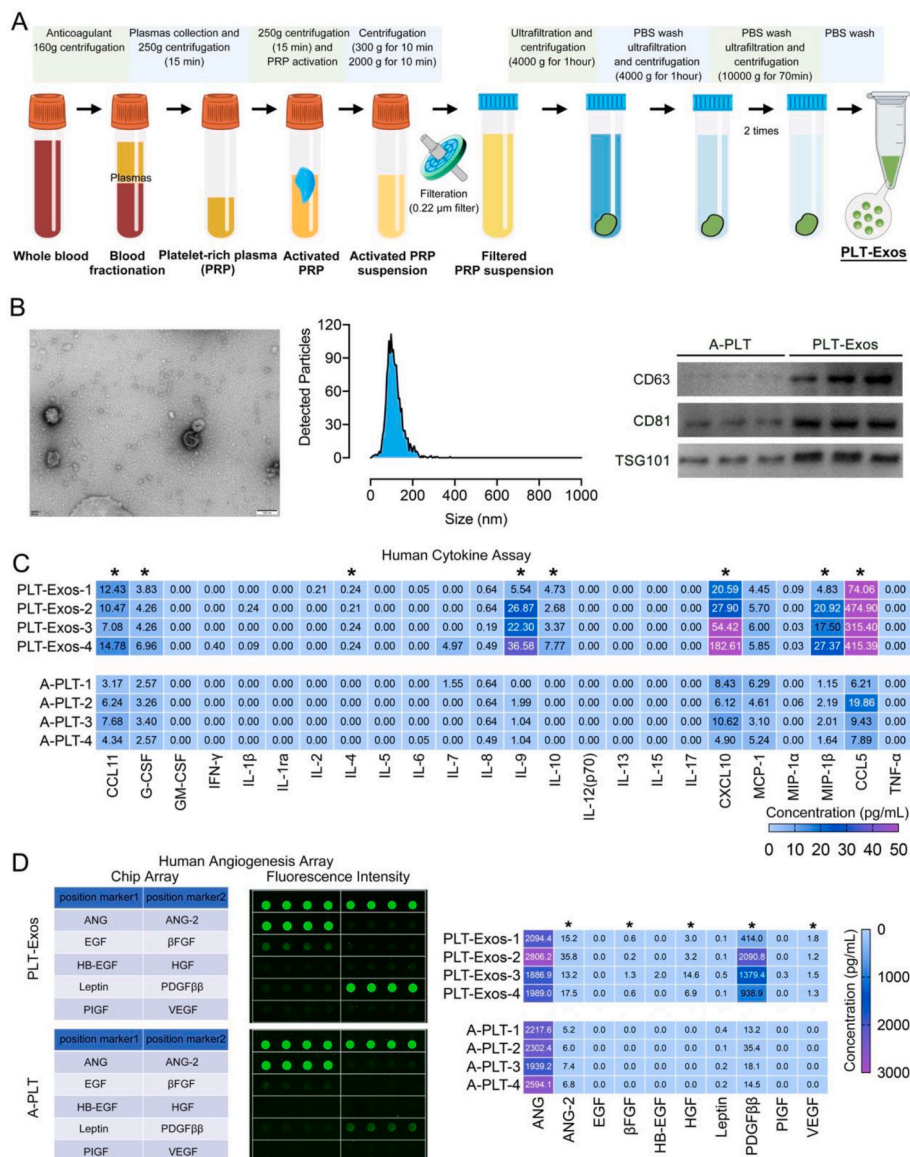 A
Anticoagulant
160g centrifugation
Plasmas collection and
250g centrifugation
(15 min)
250g centrifugation
(15 min) and
PRP activation
Centrifugation
(300 g for 10 min
2000 g for 10 min)
Ultrafiltration and
centrifugation
(4000 g for 1hour)
PBS wash
ultrafiltration
and centrifugation
(4000 g for 1hour)
PBS wash
ultrafiltration and
centrifugation
(10000 g for 70min)
PBS wash
Plasmas
Filteration
(0.22 μm filter)
2 times
Whole blood
Blood
fractionation
Platelet-rich plasma
(PRP)
Activated
PRP
Activated PRP
suspension
Filtered
PRP suspension
PLT-Exos
B
Detected Particles
120
90
60
30
0
0 200 400 600 800 1000
Size (nm)
A-PLT PLT-Exos
CD63
CD81
TSG101
C
Human Cytokine Assay
* * * * * * * *
PLT-Exos-1 12.43 3.83 0.00 0.00 0.00 0.00 0.21 0.24 0.00 0.05 0.00 0.64 5.54 4.73 0.00 0.00 0.00 0.00 20.59 4.45 0.09 4.83 74.06 0.00
PLT-Exos-2 10.47 4.26 0.00 0.00 0.24 0.00 0.00 0.21 0.00 0.00 0.00 0.64 26.87 2.68 0.00 0.00 0.00 0.00 27.90 5.70 0.00 20.92 474.90 0.00
PLT-Exos-3 7.08 4.26 0.00 0.00 0.00 0.00 0.00 0.24 0.00 0.00 0.00 0.19 22.30 3.37 0.00 0.00 0.00 0.00 54.42 6.00 0.03 17.50 315.40 0.00
PLT-Exos-4 14.78 6.96 0.00 0.40 0.09 0.00 0.00 0.24 0.00 0.05 4.97 0.49 36.58 7.77 0.00 0.00 0.00 0.00 182.61 5.85 0.03 27.37 415.39 0.00
A-PLT-1 3.17 2.57 0.00 0.00 0.00 0.00 0.00 0.00 0.00 0.00 1.55 0.64 0.00 0.00 0.00 0.00 0.00 0.00 8.43 6.29 0.00 1.15 6.21 0.00
A-PLT-2 6.24 3.26 0.00 0.00 0.00 0.00 0.00 0.00 0.00 0.00 0.00 0.64 1.99 0.00 0.00 0.00 0.00 0.00 6.12 4.61 0.06 2.19 19.86 0.00
A-PLT-3 7.68 3.40 0.00 0.00 0.00 0.00 0.00 0.00 0.00 0.00 0.00 0.64 1.04 0.00 0.00 0.00 0.00 0.00 10.62 3.10 0.00 2.01 9.43 0.00
A-PLT-4 4.34 2.57 0.00 0.00 0.00 0.00 0.00 0.00 0.00 0.05 0.00 0.49 1.04 0.00 0.00 0.00 0.00 0.00 4.90 5.24 0.00 1.64 7.89 0.00
CCL11 G-CSF GM-CSF IFN-γ IL-1β IL-1ra IL-2 IL-4 IL-5 IL-6 IL-7 IL-8 IL-9 IL-10 IL-12(p70) IL-13 IL-15 IL-17 CXCL10 MCP-1 MIP-1α MIP-1β CCL5 TNF-α
Concentration (pg/mL)
0 10 20 30 40 50
D
Human Angiogenesis Array
Chip Array Fluorescence Intensity
PLT-Exos
position marker1 position marker2
ANG ANG-2
EGF βFGF
HB-EGF HGF
Leptin PDGFββ
PIGF VEGF
A-PLT
position marker1 position marker2
ANG ANG-2
EGF βFGF
HB-EGF HGF
Leptin PDGFββ
PIGF VEGF
* * * * *
PLT-Exos-1 2094.4 15.2 0.0 0.6 0.0 3.0 0.1 414.0 0.0 1.8
PLT-Exos-2 2806.2 35.8 0.0 0.2 0.0 3.2 0.1 2090.8 0.0 1.2
PLT-Exos-3 1886.9 13.2 0.0 1.3 2.0 14.6 0.5 1379.4 0.3 1.5
PLT-Exos-4 1989.0 17.5 0.0 0.6 0.0 6.9 0.1 938.9 0.0 1.3
A-PLT-1 2217.6 5.2 0.0 0.0 0.0 0.0 0.4 13.2 0.0 0.0
A-PLT-2 2302.4 6.0 0.0 0.0 0.0 0.0 0.1 35.4 0.0 0.0
A-PLT-3 1939.2 7.4 0.0 0.0 0.0 0.0 0.2 18.1 0.0 0.0
A-PLT-4 2594.1 6.8 0.0 0.0 0.0 0.0 0.2 14.5 0.0 0.0
ANG ANG-2 EGF βFGF HB-EGF HGF Leptin PDGFββ PIGF VEGF
Concentration (pg/mL)
0
1000
2000
3000